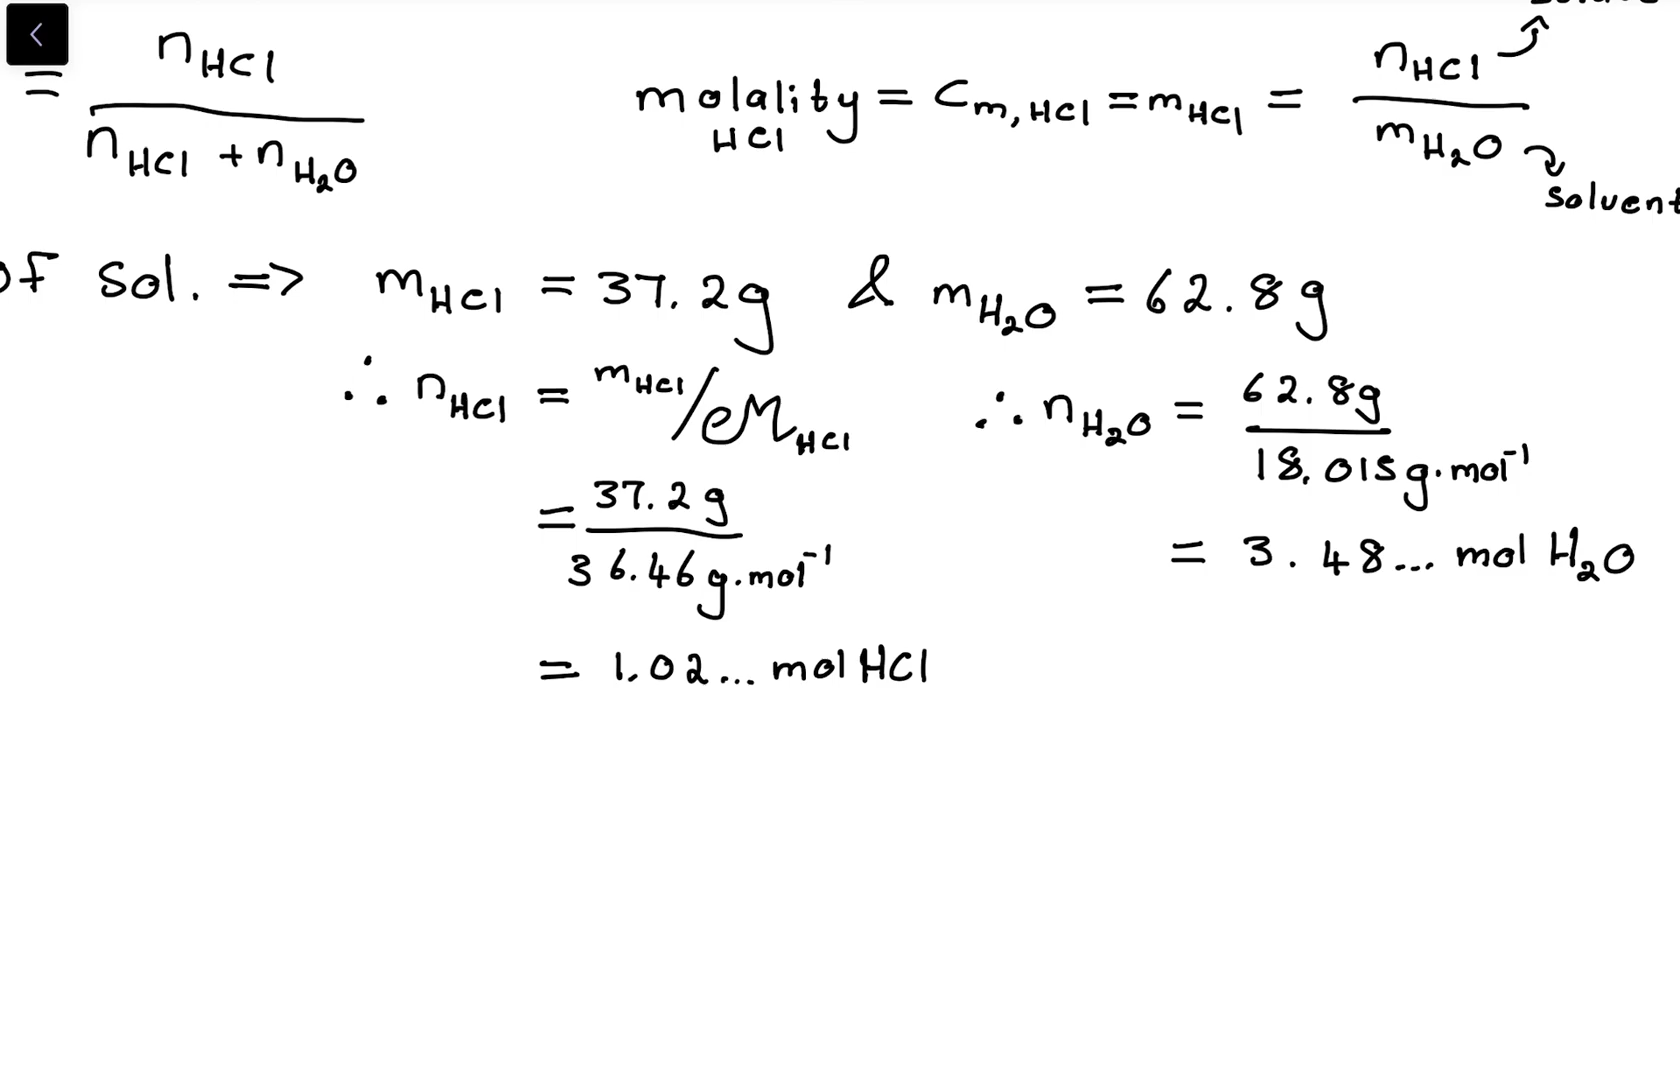 = n_HCl / (n_HCl + n_H₂O)
molality HCl = C_m,HCl = m_HCl = n_HCl / m_H₂O → solvent
of sol. => m_HCl = 37.2g & m_H₂O = 62.8g
∴ n_HCl = m_HCl / M_HCl
= 37.2g / 36.46g.mol⁻¹
= 1.02... mol HCl
∴ n_H₂O = 62.8g / 18.015g.mol⁻¹
= 3.48... mol H₂O